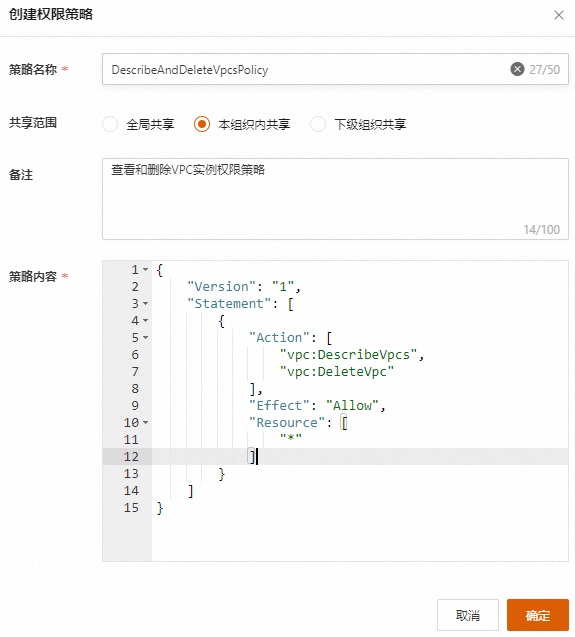 创建权限策略
策略名称 *
DescribeAndDeleteVpcsPolicy
27/50
共享范围
全局共享
本组织内共享
下级组织共享
备注
查看和删除VPC实例权限策略
14/100
策略内容 *
1 {
2     "Version": "1",
3     "Statement": [
4         {
5             "Action": [
6                 "vpc:DescribeVpcs",
7                 "vpc:DeleteVpc"
8             ],
9             "Effect": "Allow",
10             "Resource": [
11                 "*"
12             ]
13         }
14     ]
15 }
取消
确定